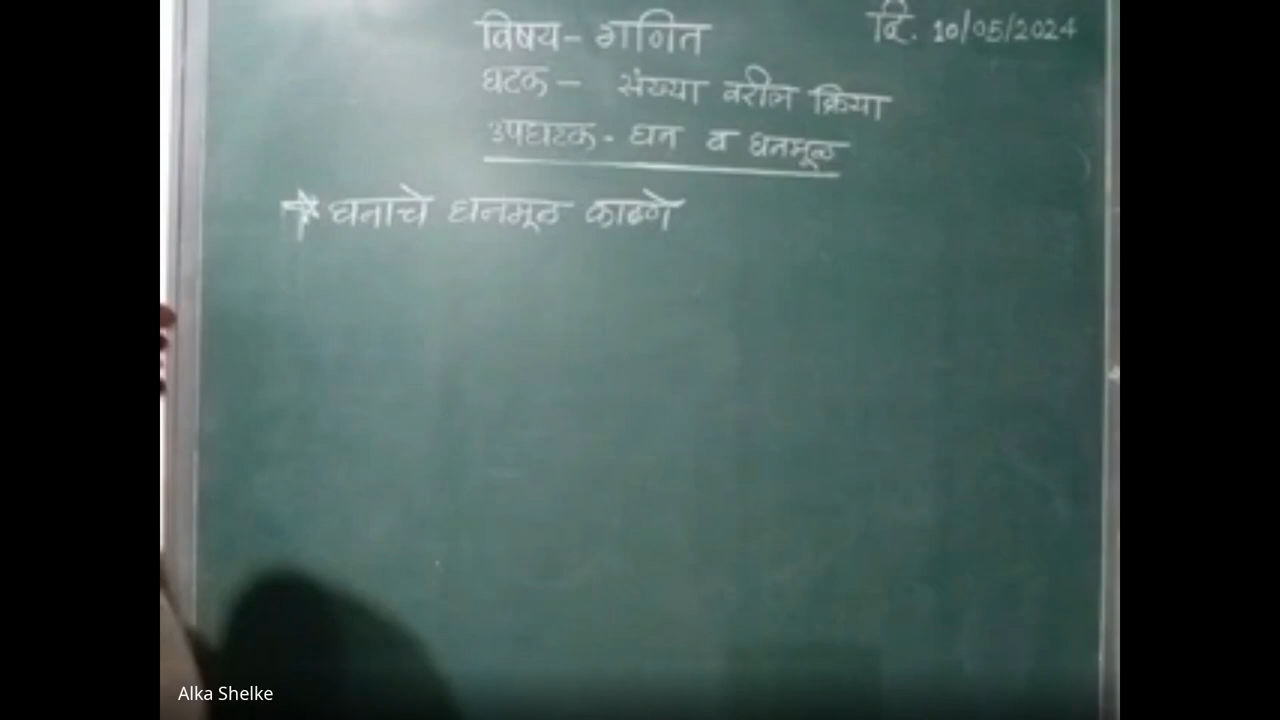 विषय- गणित
दि. 10/05/2024
घटक - संख्या वरील क्रिया
उपघटक - घन व घनमूळ
* घनाचे घनमूळ काढणे
Alka Shelke